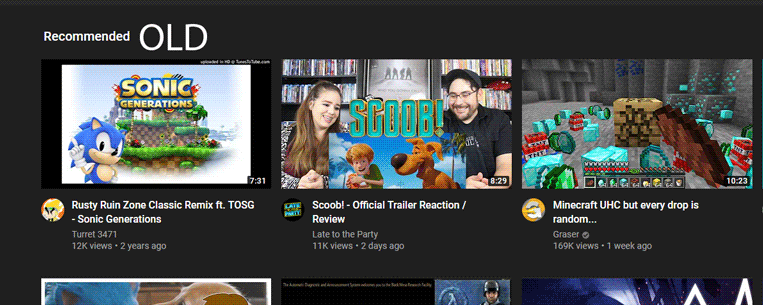 Recommended OLD
uploaded in HD @ TunesToTube.com
SONIC
GENERATIONS
7:31
SCOOB!
8:29
10:23
Rusty Ruin Zone Classic Remix ft. TOSG
- Sonic Generations
Turret 3471
12K views • 2 years ago
LATE
PARTY
Scoob! - Official Trailer Reaction /
Review
Late to the Party
11K views • 2 days ago
Minecraft UHC but every drop is
random...
Graser
169K views • 1 week ago
The Automatic Diagnostic and Announcement System welcomes you to the Black Mesa Research Facility